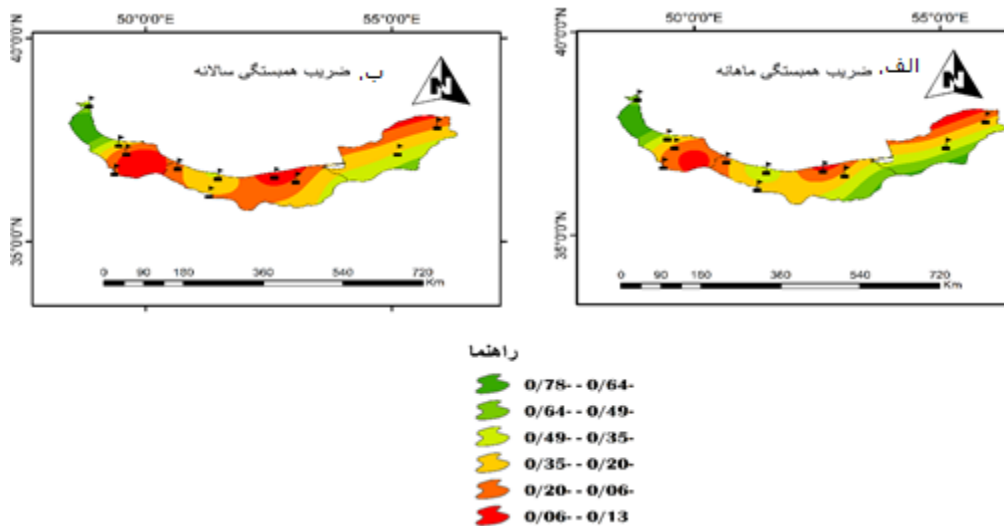 50°0'0"E 55°0'0"E
50°0'0"E 55°0'0"E
40°0'0"N
40°0'0"N
35°0'0"N
35°0'0"N
الف. ضریب همبستگی ماهانه
ب. ضریب همبستگی سالانه
N
N
0 90 180 360 540 720
Km
0 90 180 360 540 720
Km
راهنما
0/78-- 0/64-
0/64-- 0/49-
0/49-- 0/35-
0/35-- 0/20-
0/20-- 0/06-
0/06-- 0/13